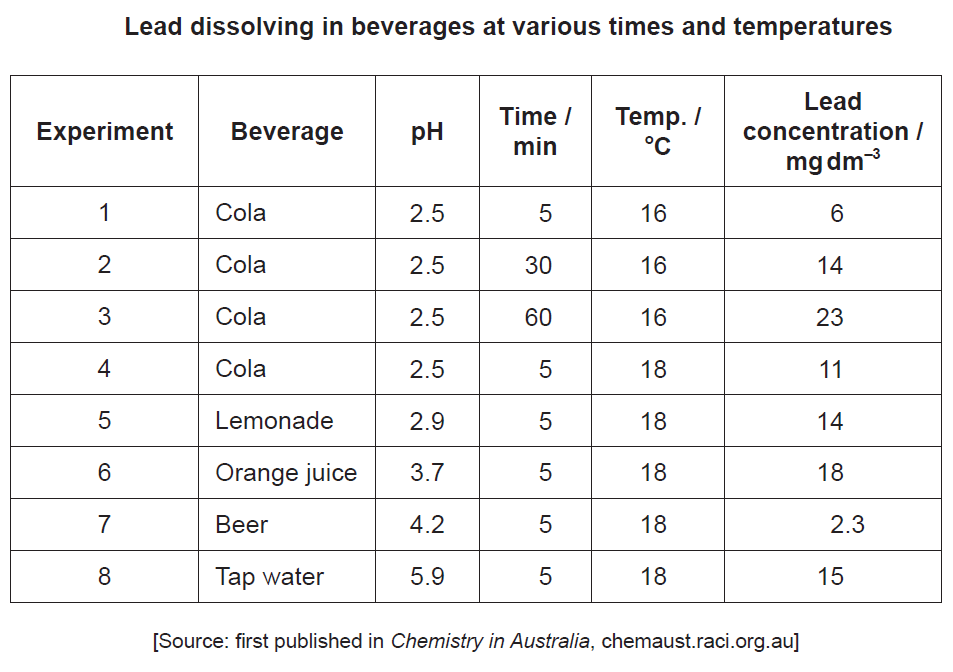 Lead dissolving in beverages at various times and temperatures
Experiment Beverage pH Time / min Temp. / °C Lead concentration / mg dm⁻³
1 Cola 2.5 5 16 6
2 Cola 2.5 30 16 14
3 Cola 2.5 60 16 23
4 Cola 2.5 5 18 11
5 Lemonade 2.9 5 18 14
6 Orange juice 3.7 5 18 18
7 Beer 4.2 5 18 2.3
8 Tap water 5.9 5 18 15
[Source: first published in Chemistry in Australia, chemaust.raci.org.au]